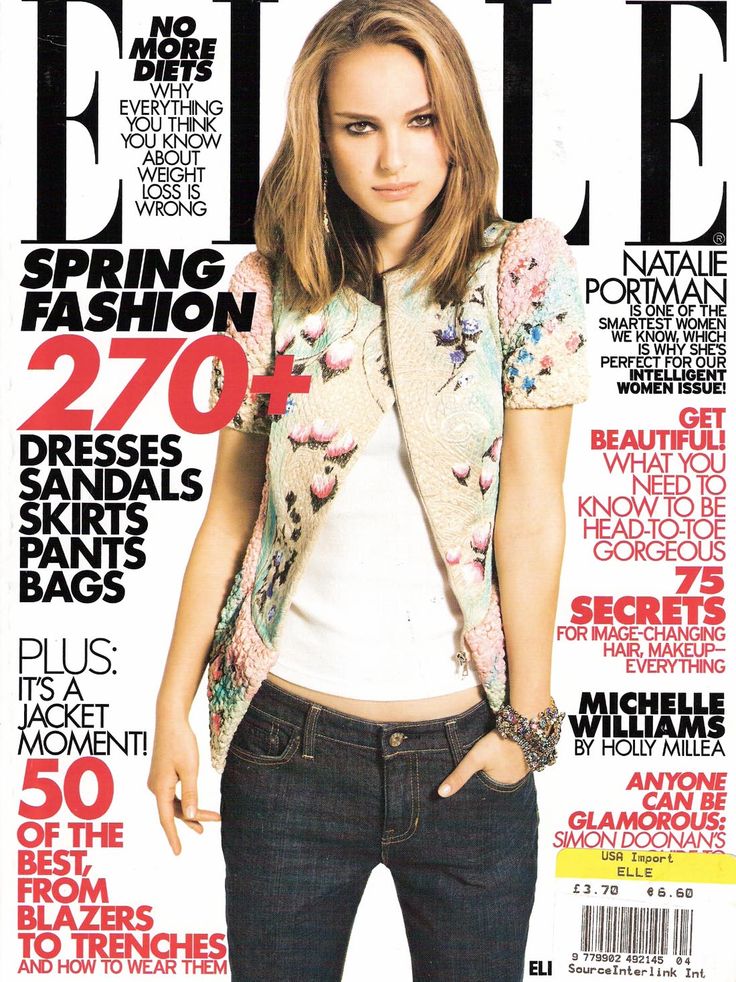 ELLE
®
NO
MORE
DIETS
WHY
EVERYTHING
YOU THINK
YOU KNOW
ABOUT
WEIGHT
LOSS IS
WRONG
SPRING
FASHION
270+
DRESSES
SANDALS
SKIRTS
PANTS
BAGS
PLUS:
IT'S A
JACKET
MOMENT!
50
OF THE
BEST,
FROM
BLAZERS
TO TRENCHES
AND HOW TO WEAR THEM
NATALIE
PORTMAN
IS ONE OF THE
SMARTEST WOMEN
WE KNOW, WHICH
IS WHY SHE'S
PERFECT FOR OUR
INTELLIGENT
WOMEN ISSUE!
GET
BEAUTIFUL!
WHAT YOU
NEED TO
KNOW TO BE
HEAD-TO-TOE
GORGEOUS
75
SECRETS
FOR IMAGE-CHANGING
HAIR, MAKEUP—
EVERYTHING
MICHELLE
WILLIAMS
BY HOLLY MILLEA
ANYONE
CAN BE
GLAMOROUS:
SIMON DOONAN'S
USA Import
ELLE
£3.70 €6.60
9 779902 492145 04
SourceInterlink Int
ELL